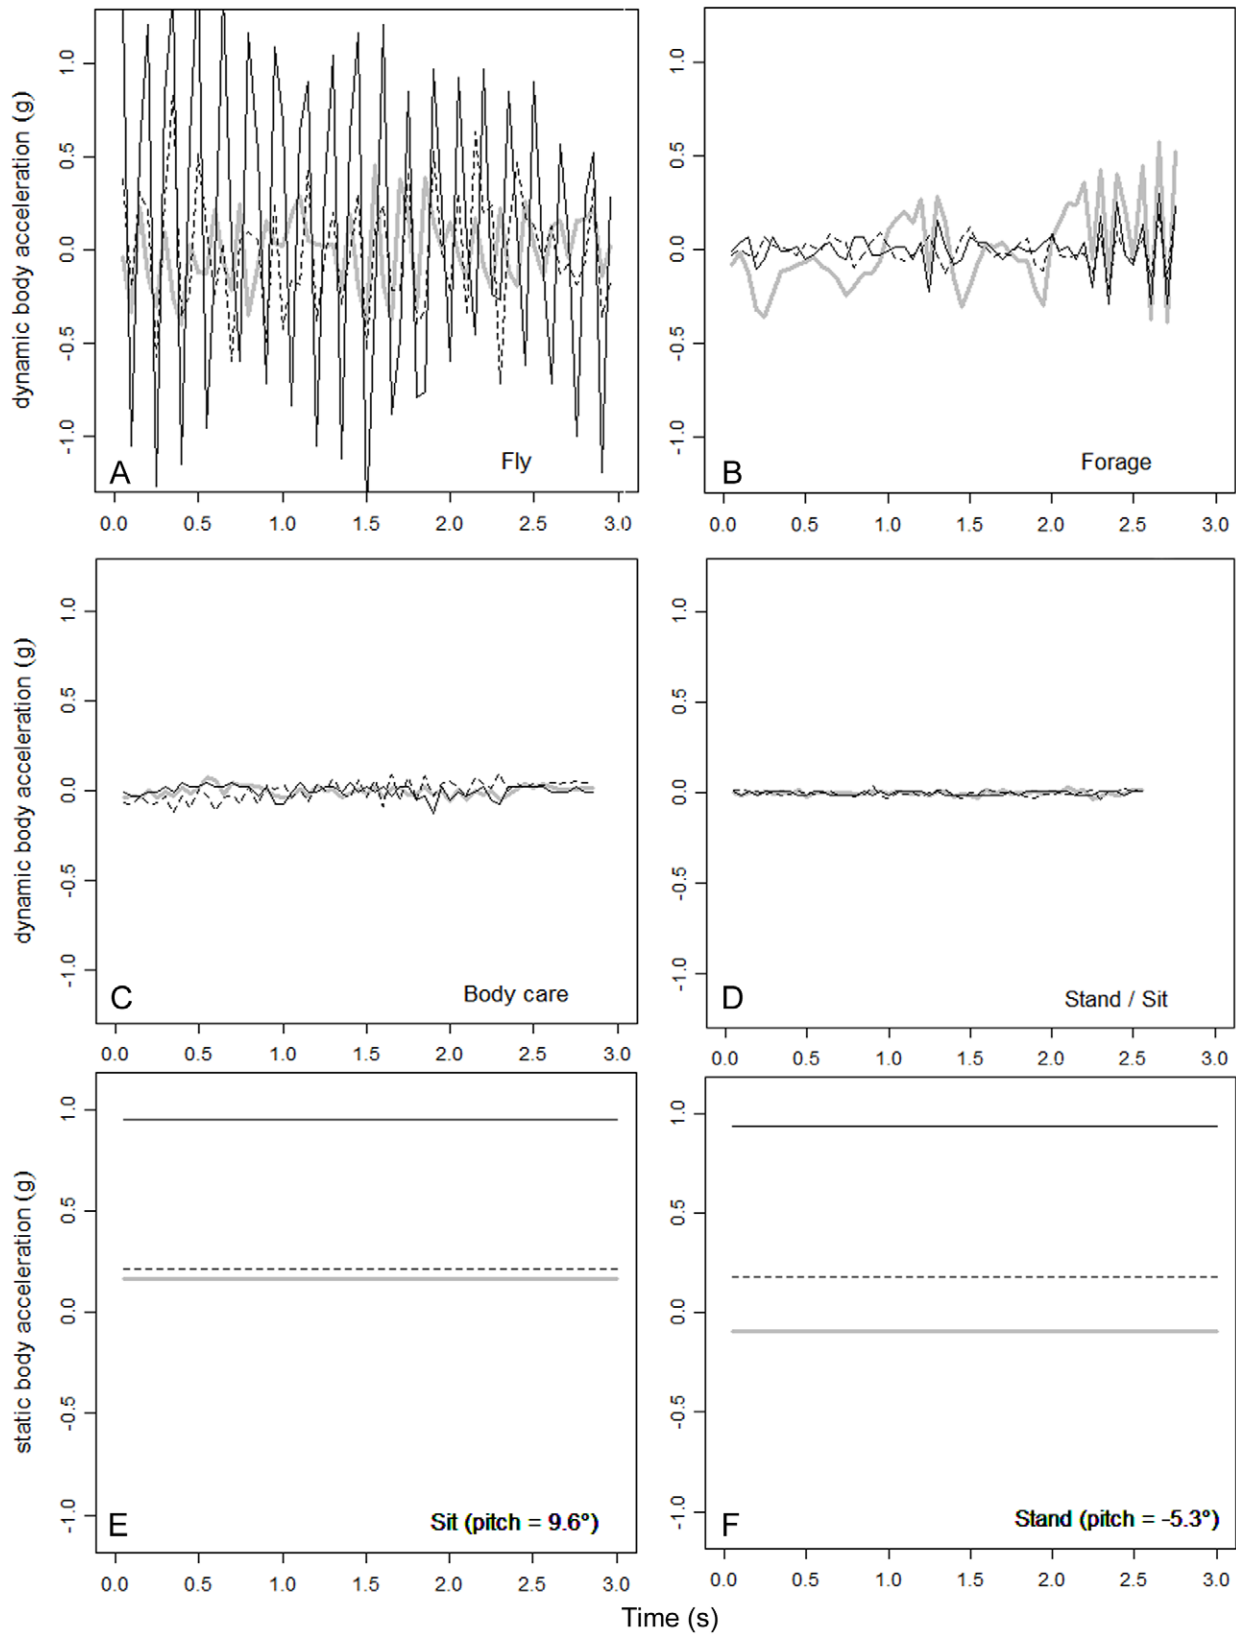 dynamic body acceleration (g)
1.0
0.5
0.0
-0.5
-1.0
A
Fly
0.0 0.5 1.0 1.5 2.0 2.5 3.0
1.0
0.5
0.0
-0.5
-1.0
B
Forage
0.0 0.5 1.0 1.5 2.0 2.5 3.0
dynamic body acceleration (g)
1.0
0.5
0.0
-0.5
-1.0
C
Body care
0.0 0.5 1.0 1.5 2.0 2.5 3.0
1.0
0.5
0.0
-0.5
-1.0
D
Stand / Sit
0.0 0.5 1.0 1.5 2.0 2.5 3.0
static body acceleration (g)
1.0
0.5
0.0
-0.5
-1.0
E
Sit (pitch = 9.6°)
0.0 0.5 1.0 1.5 2.0 2.5 3.0
1.0
0.5
0.0
-0.5
-1.0
F
Stand (pitch = -5.3°)
0.0 0.5 1.0 1.5 2.0 2.5 3.0
Time (s)